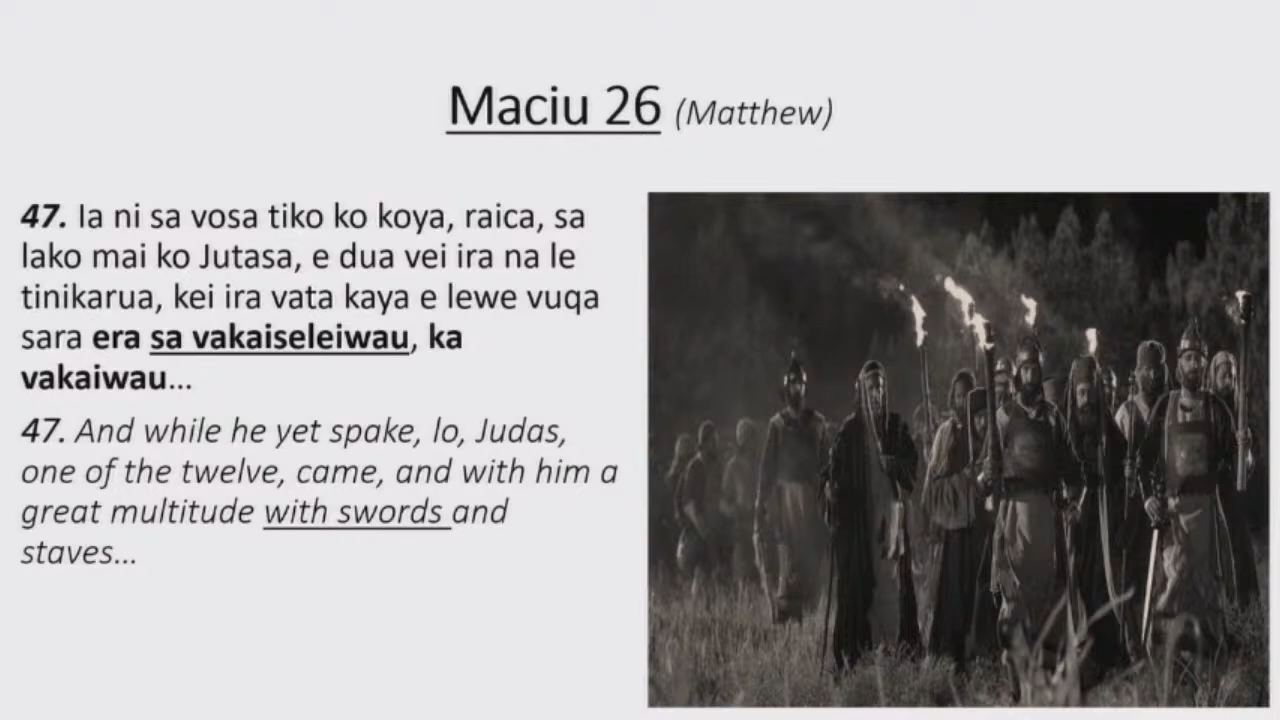 Maciu 26 (Matthew)
47. Ia ni sa vosa tiko ko koya, raica, sa
lako mai ko Jutasa, e dua vei ira na le
tinikarua, kei ira vata kaya e lewe vuqa
sara era sa vakaiseleiwau, ka
vakaiwau...
47. And while he yet spake, lo, Judas,
one of the twelve, came, and with him a
great multitude with swords and
staves...